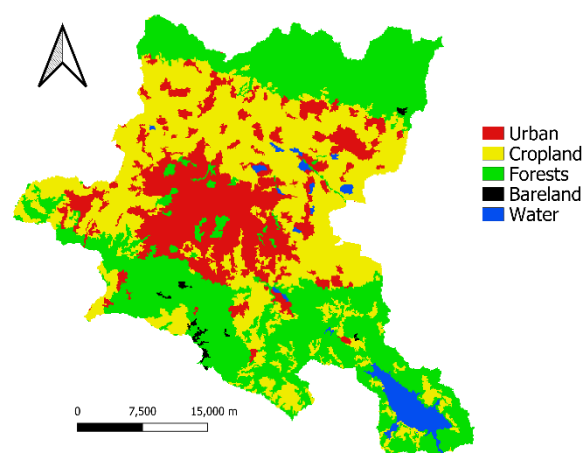 Urban
Cropland
Forests
Bareland
Water
0 7,500 15,000 m